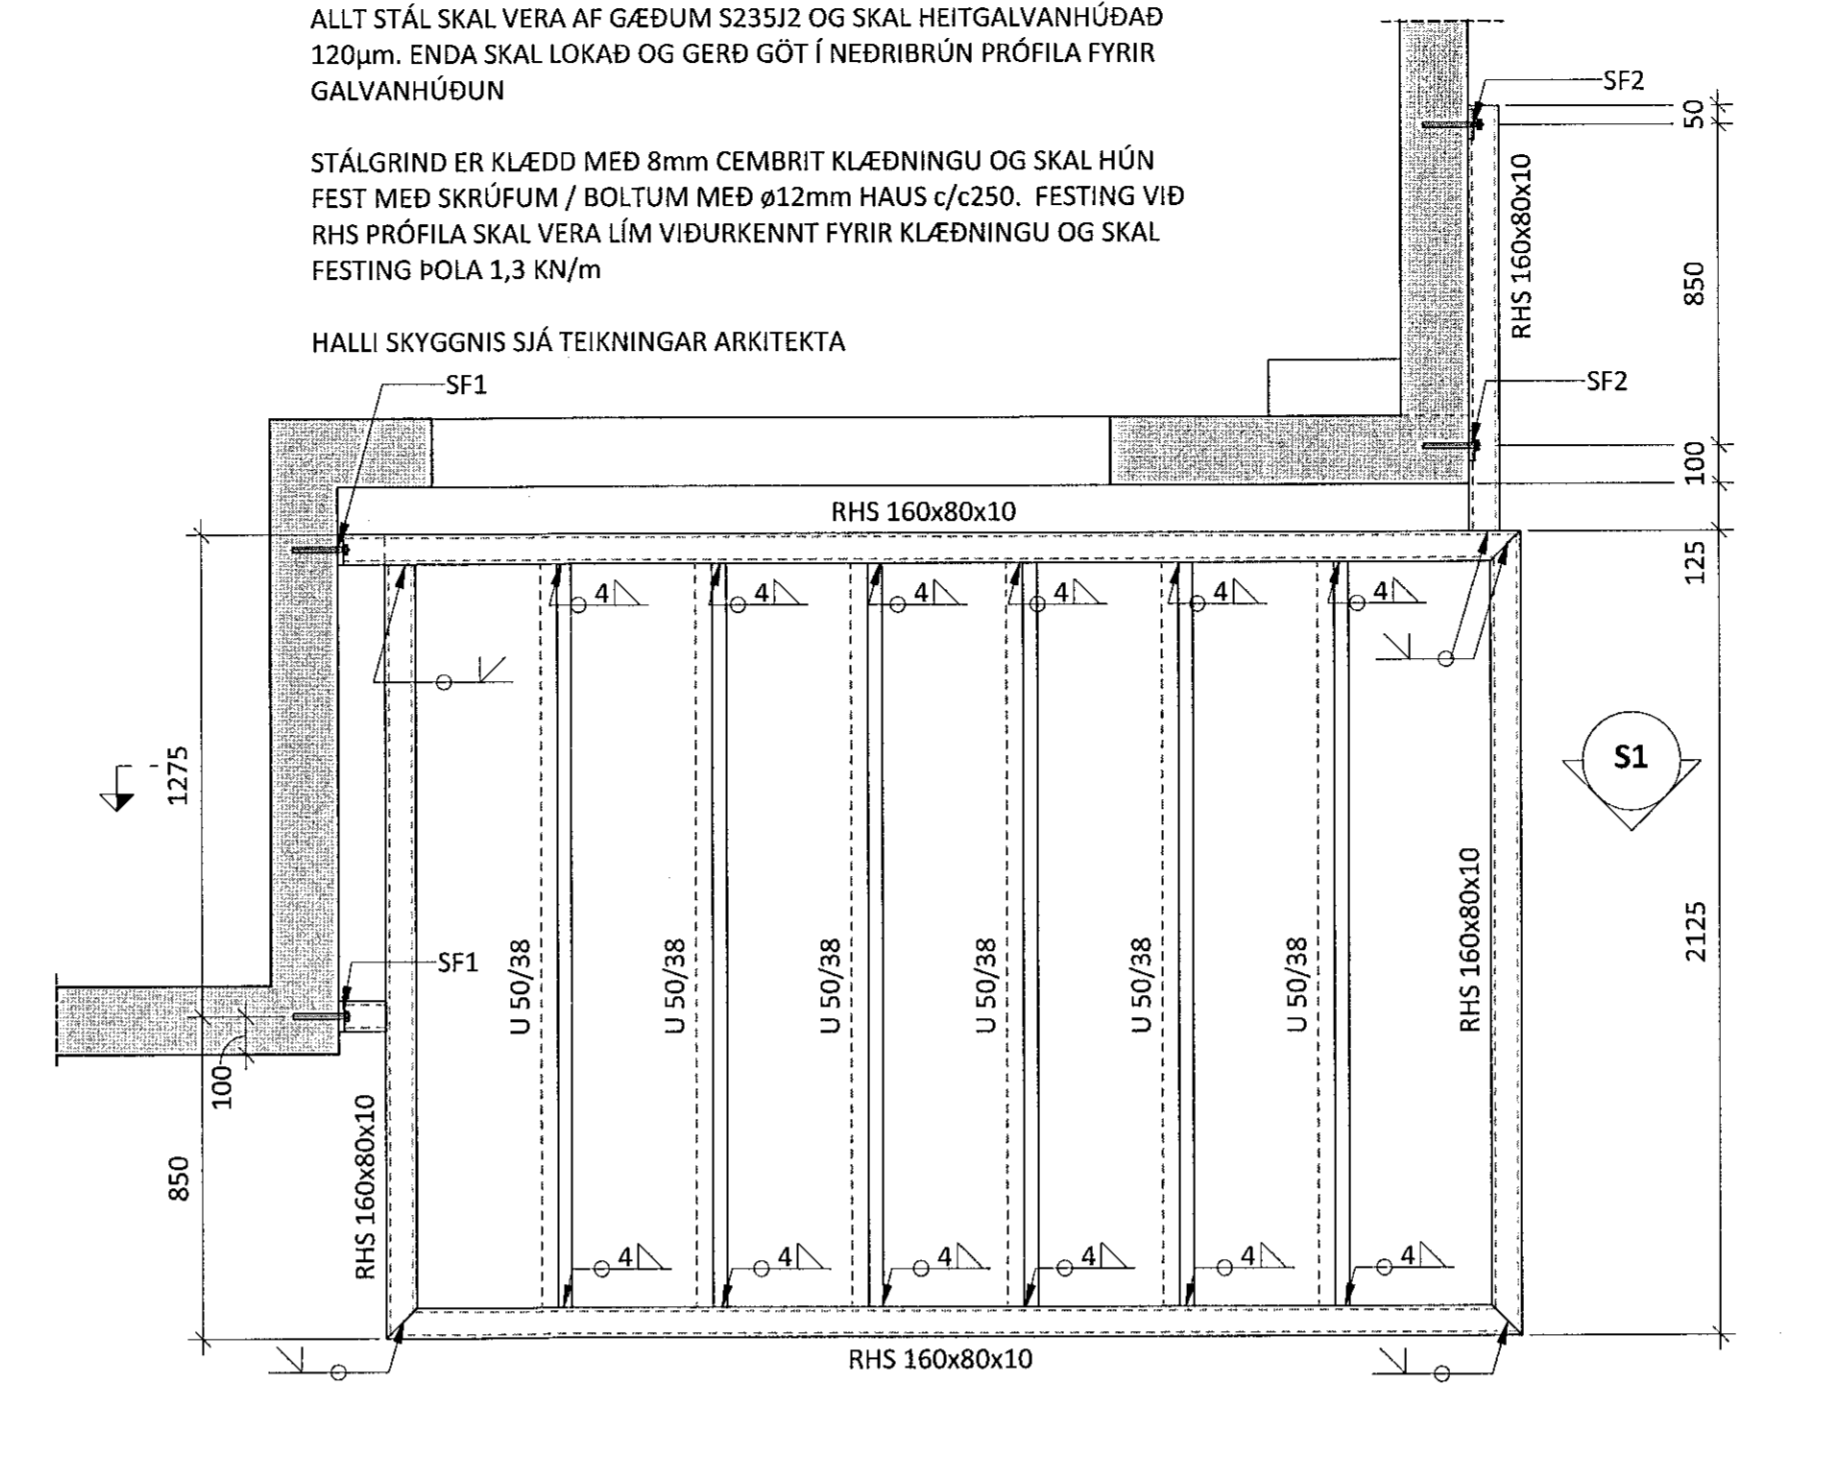 ALLT STÁL SKAL VERA AF GÆÐUM S235J2 OG SKAL HEITGALVANHÚÐAÐ
120µm. ENDA SKAL LOKAÐ OG GERÐ GÖT Í NEÐRIBRÚN PRÓFILA FYRIR
GALVANHÚÐUN
STÁLGRIND ER KLÆDD MEÐ 8mm CEMBRIT KLÆÐNINGU OG SKAL HÚN
FEST MEÐ SKRÚFUM / BOLTUM MEÐ ø12mm HAUS c/c250. FESTING VIÐ
RHS PRÓFILA SKAL VERA LÍM VIÐURKENNT FYRIR KLÆÐNINGU OG SKAL
FESTING ÞOLA 1,3 KN/m
HALLI SKYGGNIS SJÁ TEIKNINGAR ARKITEKTA
SF2
50
RHS 160x80x10
850
SF1
SF2
100
RHS 160x80x10
125
4
4
4
4
4
4
1275
S1
U 50/38
U 50/38
U 50/38
U 50/38
U 50/38
U 50/38
RHS 160x80x10
2125
SF1
100
850
RHS 160x80x10
4
4
4
4
4
4
RHS 160x80x10